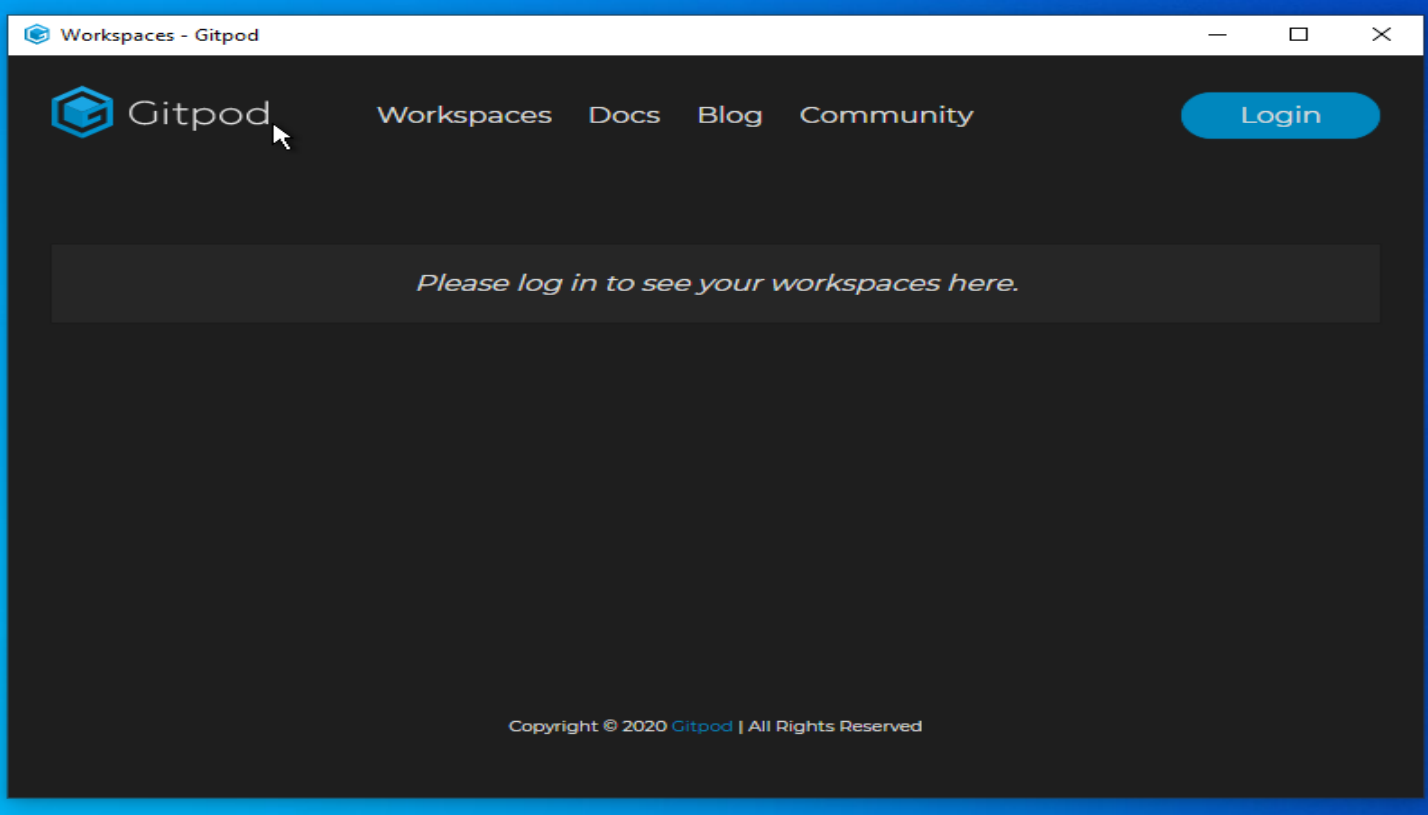 Workspaces - Gitpod
Gitpod Workspaces Docs Blog Community Login
Please log in to see your workspaces here.
Copyright © 2020 Gitpod | All Rights Reserved